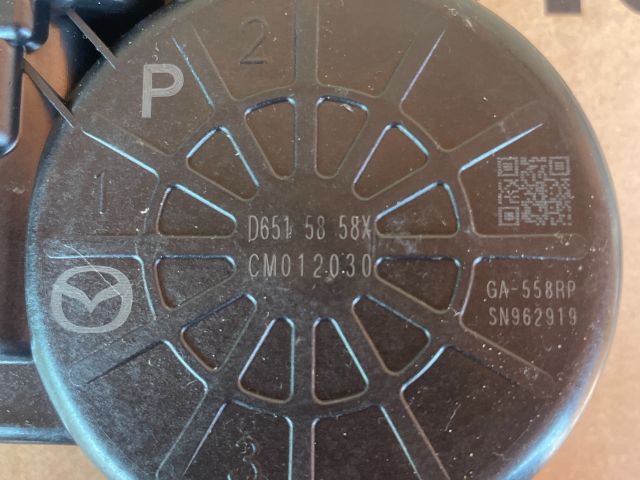 2
P
1
D651 58 58X
CM012030
GA-558RP
SN962919
3